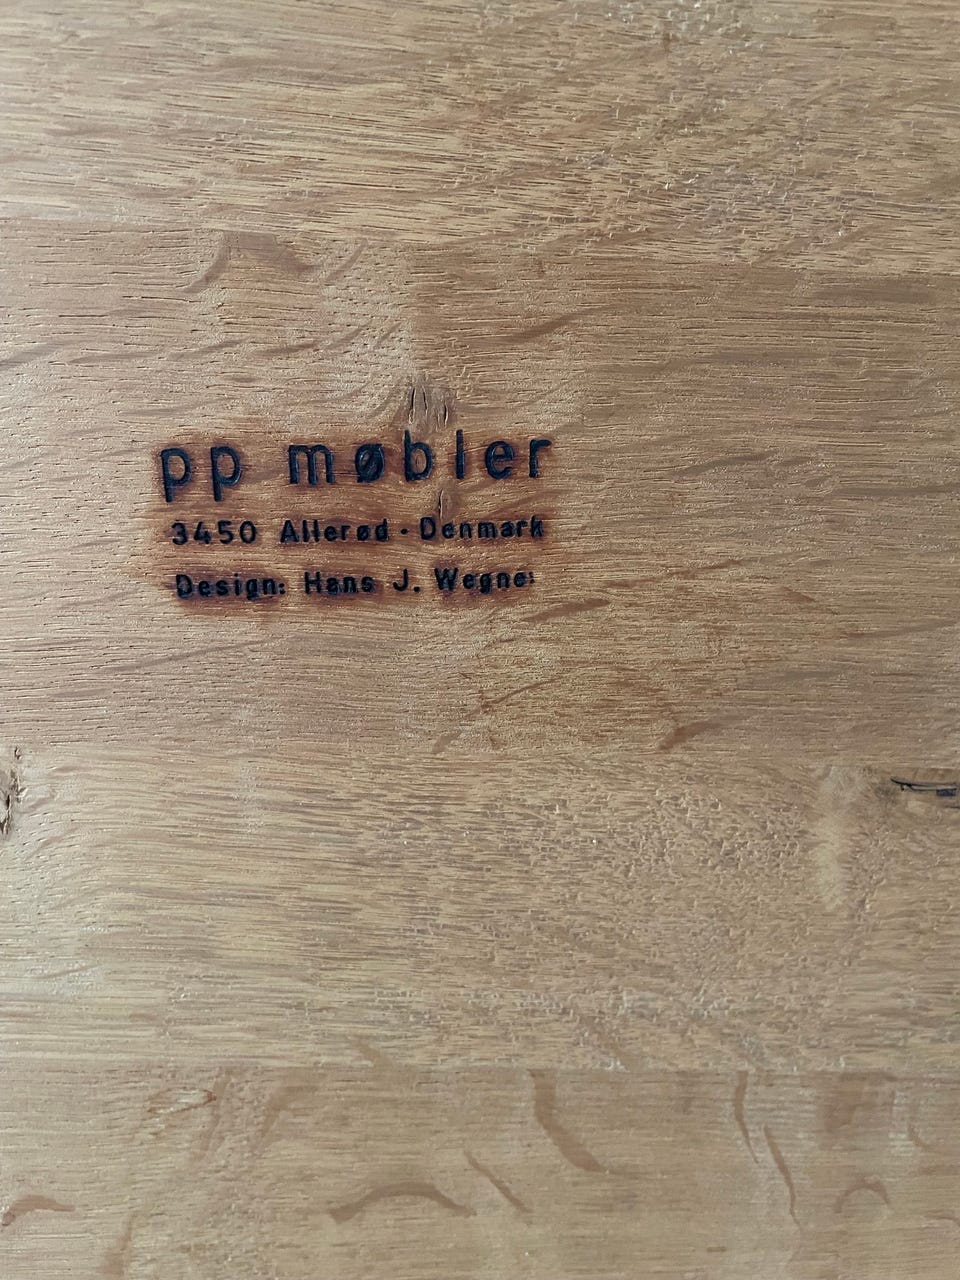 pp møbler
3450 Allerød · Denmark
Design: Hans J. Wegner